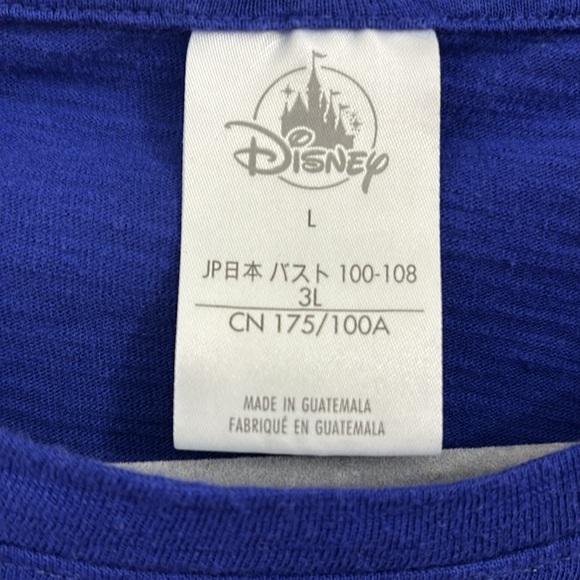 Disney
L
JP日本 バスト 100-108
3L
CN 175/100A
MADE IN GUATEMALA
FABRIQUÉ EN GUATEMALA